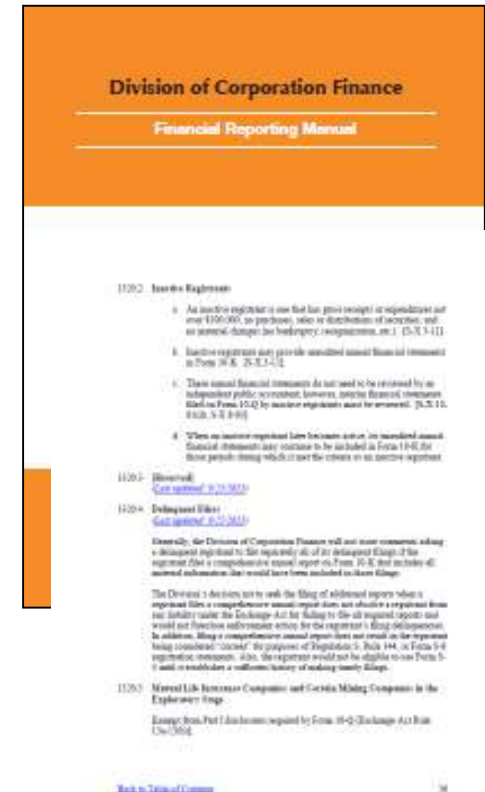 Division of Corporation Finance
Financial Reporting Manual
1320.2 Inactive Registrants
a. An inactive registrant is one that has gross receipts or expenditures not
over $100,000, no purchases, sales or distributions of securities, and
no material changes (no bankruptcy, reorganization, etc.). [S-X 3-11]
b. Inactive registrants may provide unaudited annual financial statements
in Form 10-K. [S-X 3-11]
c. These annual financial statements do not need to be reviewed by an
independent public accountant; however, interim financial statements
filed on Form 10-Q by inactive registrants must be reviewed.
d. When an inactive registrant later becomes active, its unaudited annual
financial statements may continue to be included in Form 10-K for
those periods during which it met the criteria as an inactive registrant.
1320.3 [Reserved]
(Last updated:
1320.4 Delinquent Filers
(Last updated:
Generally, the Division of Corporation Finance will not issue comments asking
a delinquent registrant to file separately all of its delinquent filings if the
registrant files a comprehensive annual report on Form 10-K that includes all
material information that would have been included in those filings.
The Division's decision not to seek the filing of additional reports when a
registrant files a comprehensive annual report does not absolve a registrant from
any liability under the Exchange Act for failing to file all required reports and
would not foreclose enforcement action for the registrant's filing delinquencies.
In addition, filing a comprehensive annual report does not result in the registrant
being considered "current" for purposes of Regulation S, Rule 144, or Form S-8
registration statements. Also, the registrant would not be eligible to use Form S-
3 until it establishes a sufficient history of making timely filings.
1320.5 Mutual Life Insurance Companies and Certain Mining Companies in the
Exploratory Stage
Exempt from Part I disclosures required by Form 10-Q [Exchange Act Rule
Back to Table of Contents